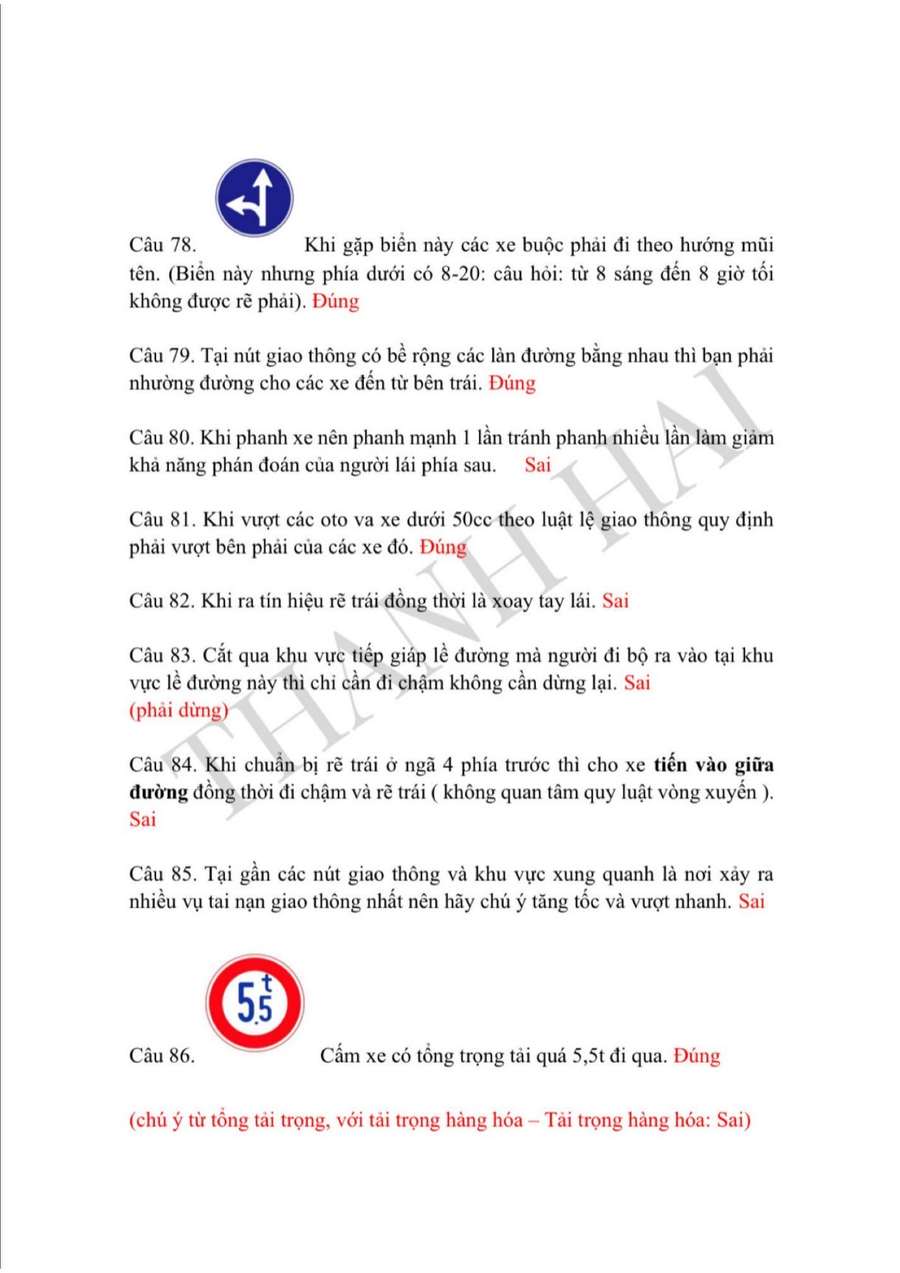 Câu 78. Khi gặp biển này các xe buộc phải đi theo hướng mũi
tên. (Biển này nhưng phía dưới có 8-20: câu hỏi: từ 8 sáng đến 8 giờ tối
không được rẽ phải). Đúng
Câu 79. Tại nút giao thông có bề rộng các làn đường bằng nhau thì bạn phải
nhường đường cho các xe đến từ bên trái. Đúng
Câu 80. Khi phanh xe nên phanh mạnh 1 lần tránh phanh nhiều lần làm giảm
khả năng phán đoán của người lái phía sau. Sai
Câu 81. Khi vượt các oto va xe dưới 50cc theo luật lệ giao thông quy định
phải vượt bên phải của các xe đó. Đúng
Câu 82. Khi ra tín hiệu rẽ trái đồng thời là xoay tay lái. Sai
Câu 83. Cắt qua khu vực tiếp giáp lề đường mà người đi bộ ra vào tại khu
vực lề đường này thì chỉ cần đi chậm không cần dừng lại. Sai
(phải dừng)
Câu 84. Khi chuẩn bị rẽ trái ở ngã 4 phía trước thì cho xe tiến vào giữa
đường đồng thời đi chậm và rẽ trái ( không quan tâm quy luật vòng xuyến ).
Sai
Câu 85. Tại gần các nút giao thông và khu vực xung quanh là nơi xảy ra
nhiều vụ tai nạn giao thông nhất nên hãy chú ý tăng tốc và vượt nhanh. Sai
5.5t
Câu 86. Cấm xe có tổng trọng tải quá 5,5t đi qua. Đúng
(chú ý từ tổng tải trọng, với tải trọng hàng hóa – Tải trọng hàng hóa: Sai)
THANH HAI